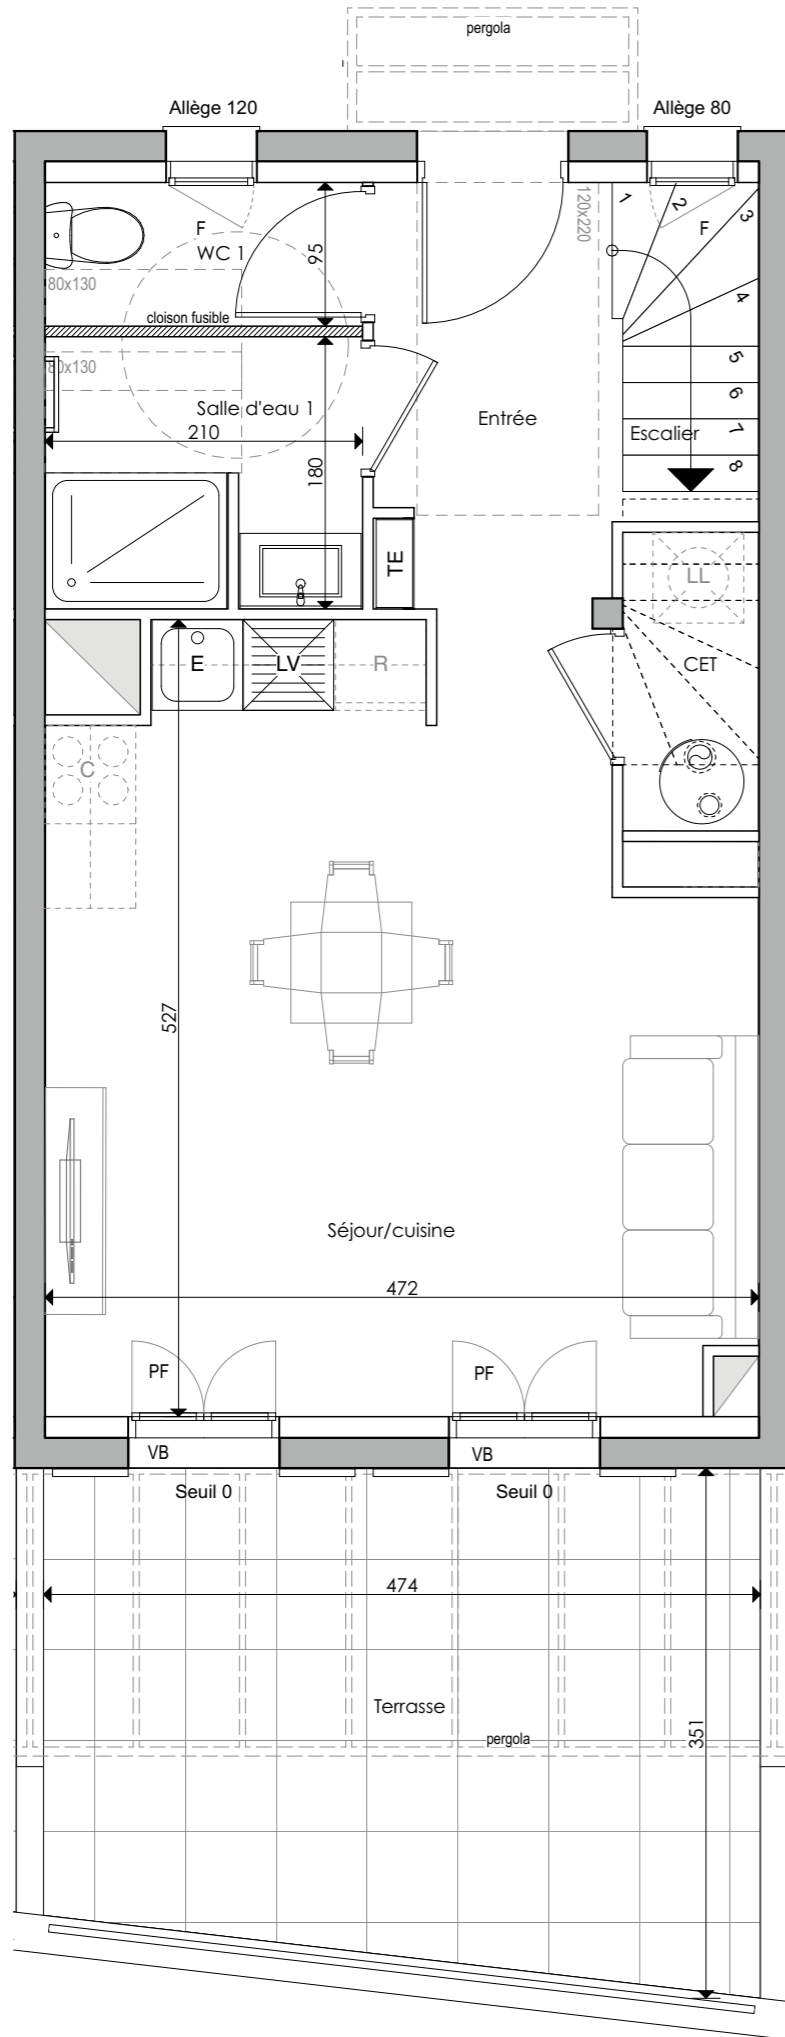 pergola
Allège 120
Allège 80
F
WC 1
95
120x220
1
2
F
3
80x130
4
cloison fusible
80x130
5
6
Salle d'eau 1
210
Entrée
Escalier
7
180
8
TE
LL
E
LV
R
CET
C
527
Séjour/cuisine
472
PF
PF
VB
VB
Seuil 0
Seuil 0
474
Terrasse
351
pergola